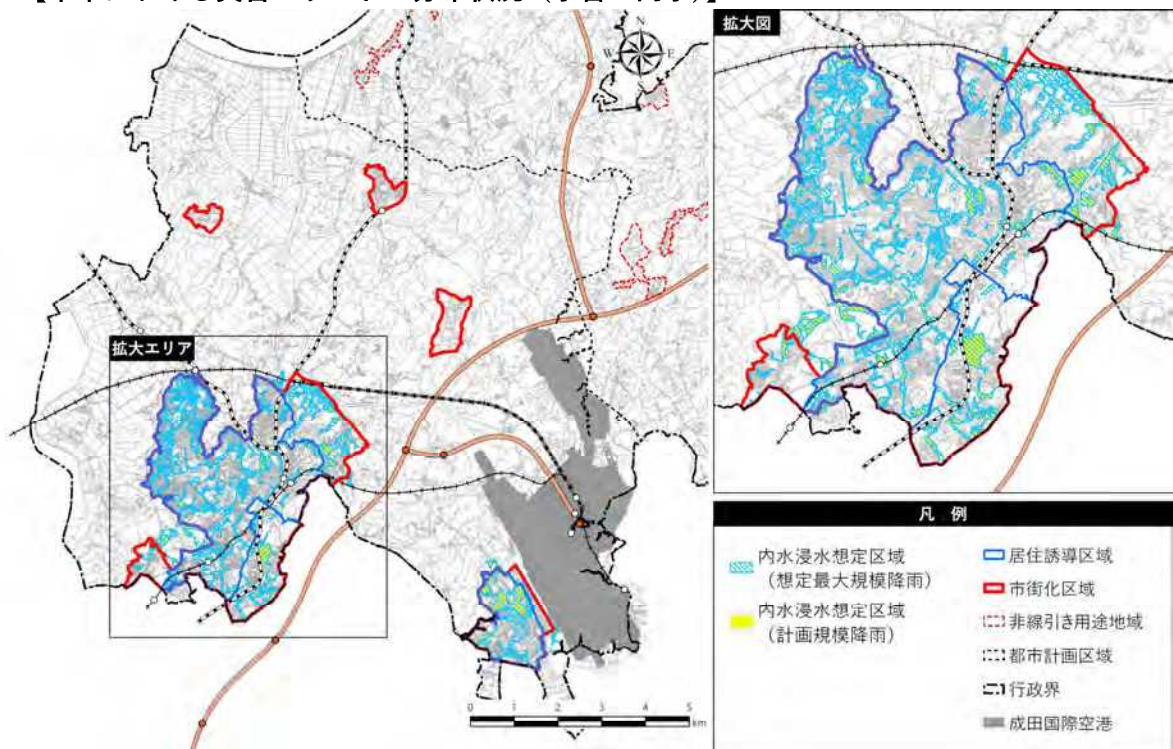 拡大図
N
W
E
拡大エリア
凡 例
内水浸水想定区域
（想定最大規模降雨）
内水浸水想定区域
（計画規模降雨）
居住誘導区域
市街化区域
非線引き用途地域
都市計画区域
行政界
成田国際空港
0 1 2 3 4 5
km